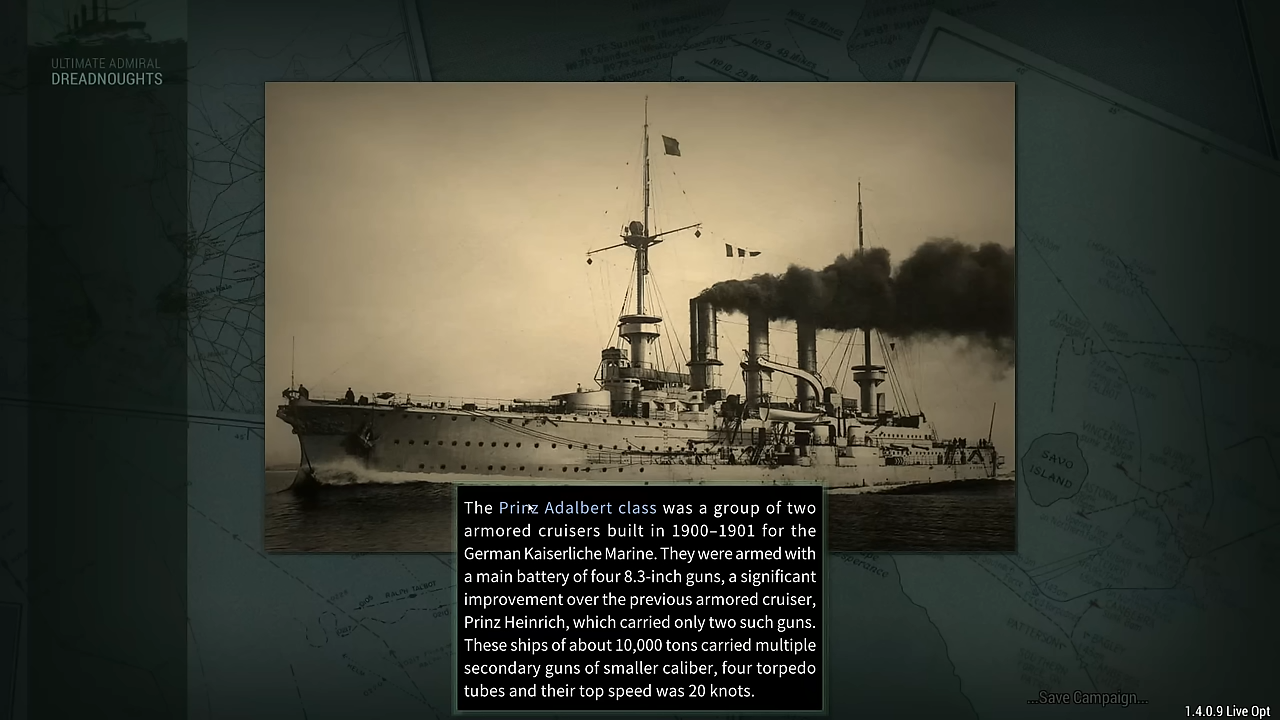 ULTIMATE ADMIRAL
DREADNOUGHTS
The Prinz Adalbert class was a group of two
armored cruisers built in 1900–1901 for the
German Kaiserliche Marine. They were armed with
a main battery of four 8.3-inch guns, a significant
improvement over the previous armored cruiser,
Prinz Heinrich, which carried only two such guns.
These ships of about 10,000 tons carried multiple
secondary guns of smaller caliber, four torpedo
tubes and their top speed was 20 knots.
SAVO
ISLAND
RALPH TALBOT
...Save Campaign...
1.4.0.9 Live Opt